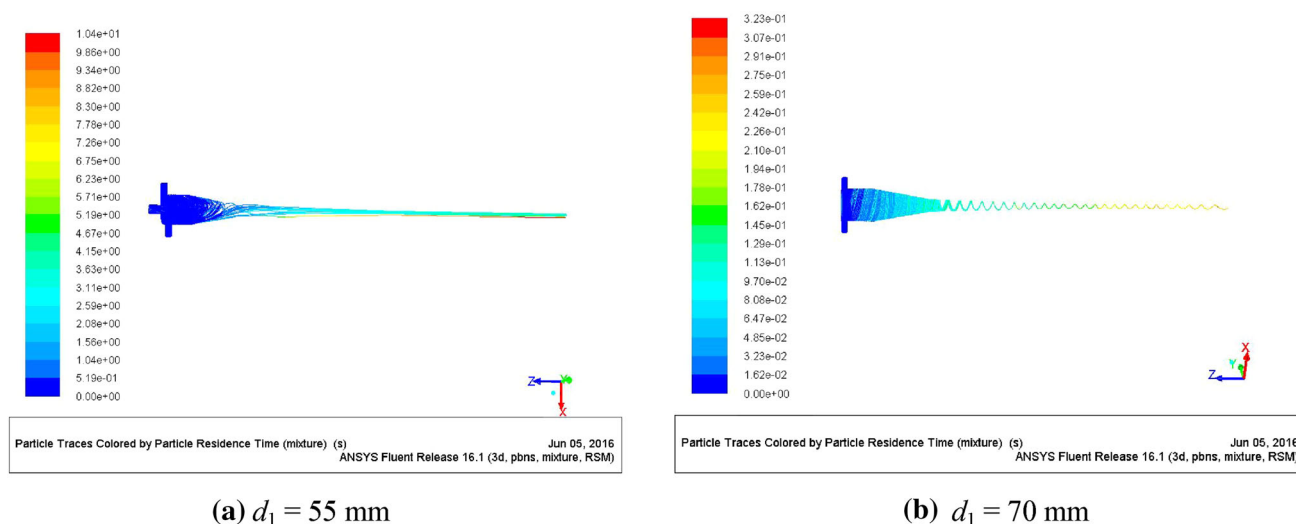 1.04e+01
9.86e+00
9.34e+00
8.82e+00
8.30e+00
7.78e+00
7.26e+00
6.75e+00
6.23e+00
5.71e+00
5.19e+00
4.67e+00
4.15e+00
3.63e+00
3.11e+00
2.59e+00
2.08e+00
1.56e+00
1.04e+00
5.19e-01
0.00e+00
Z
Y
X
Particle Traces Colored by Particle Residence Time (mixture) (s)
Jun 05, 2016
ANSYS Fluent Release 16.1 (3d, pbns, mixture, RSM)
(a) d1 = 55 mm
3.23e-01
3.07e-01
2.91e-01
2.75e-01
2.59e-01
2.42e-01
2.26e-01
2.10e-01
1.94e-01
1.78e-01
1.62e-01
1.45e-01
1.29e-01
1.13e-01
9.70e-02
8.08e-02
6.47e-02
4.85e-02
3.23e-02
1.62e-02
0.00e+00
X
Y
Z
Particle Traces Colored by Particle Residence Time (mixture) (s)
Jun 05, 2016
ANSYS Fluent Release 16.1 (3d, pbns, mixture, RSM)
(b) d1 = 70 mm